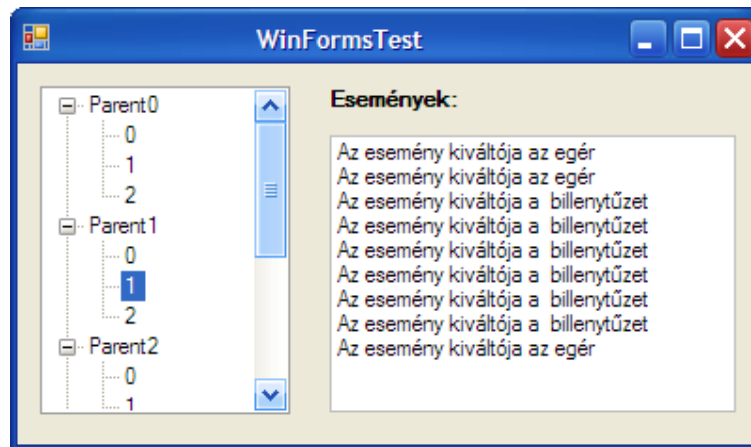 WinFormsTest
Parent0
0
1
2
Parent1
0
1
2
Parent2
0
1
Események:
Az esemény kiváltója az egér
Az esemény kiváltója az egér
Az esemény kiváltója a  billenytűzet
Az esemény kiváltója a  billenytűzet
Az esemény kiváltója a  billenytűzet
Az esemény kiváltója a  billenytűzet
Az esemény kiváltója a  billenytűzet
Az esemény kiváltója a  billenytűzet
Az esemény kiváltója az egér